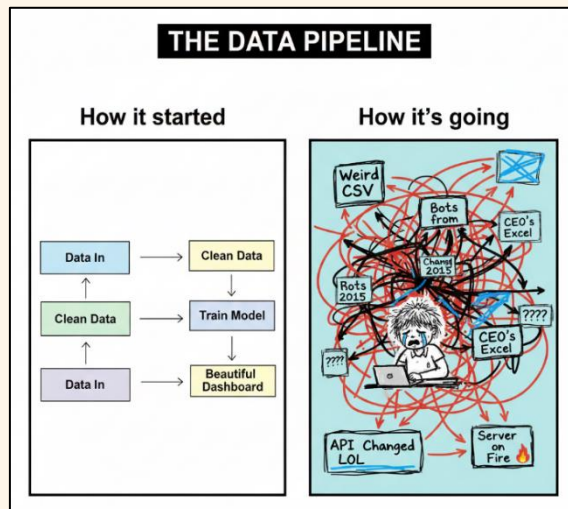 THE DATA PIPELINE
How it started
How it's going
Data In
Clean Data
Clean Data
Train Model
Data In
Beautiful
Dashboard
Weird
CSV
Bots
from
CEO's
Excel
Chams
2015
Rots
2015
????
CEO's
Excel
????
API Changed
LOL
Server
on
Fire